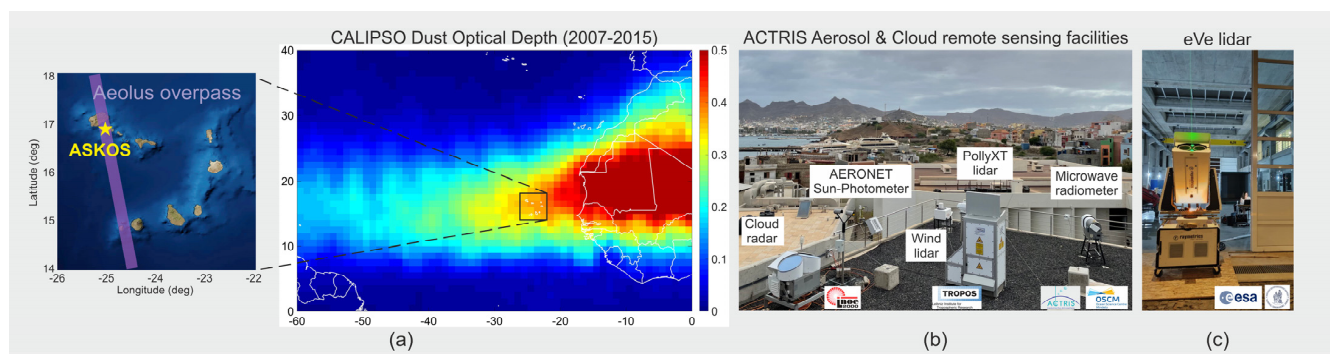 CALIPSO Dust Optical Depth (2007-2015)
ACTRIS Aerosol & Cloud remote sensing facilities
eVe lidar
Aeolus overpass
ASKOS
Latitude (deg)
18
17
16
15
14
-26
-25
-24
-23
-22
Longitude (deg)
40
30
20
10
0
-60
-50
-40
-30
-20
-10
0
0.5
0.4
0.3
0.2
0.1
0
AERONET
Sun-Photometer
PollyXT
lidar
Microwave
radiometer
Cloud
radar
Wind
lidar
TROPOS
ACTRIS
OSCM
esa
(a)
(b)
(c)